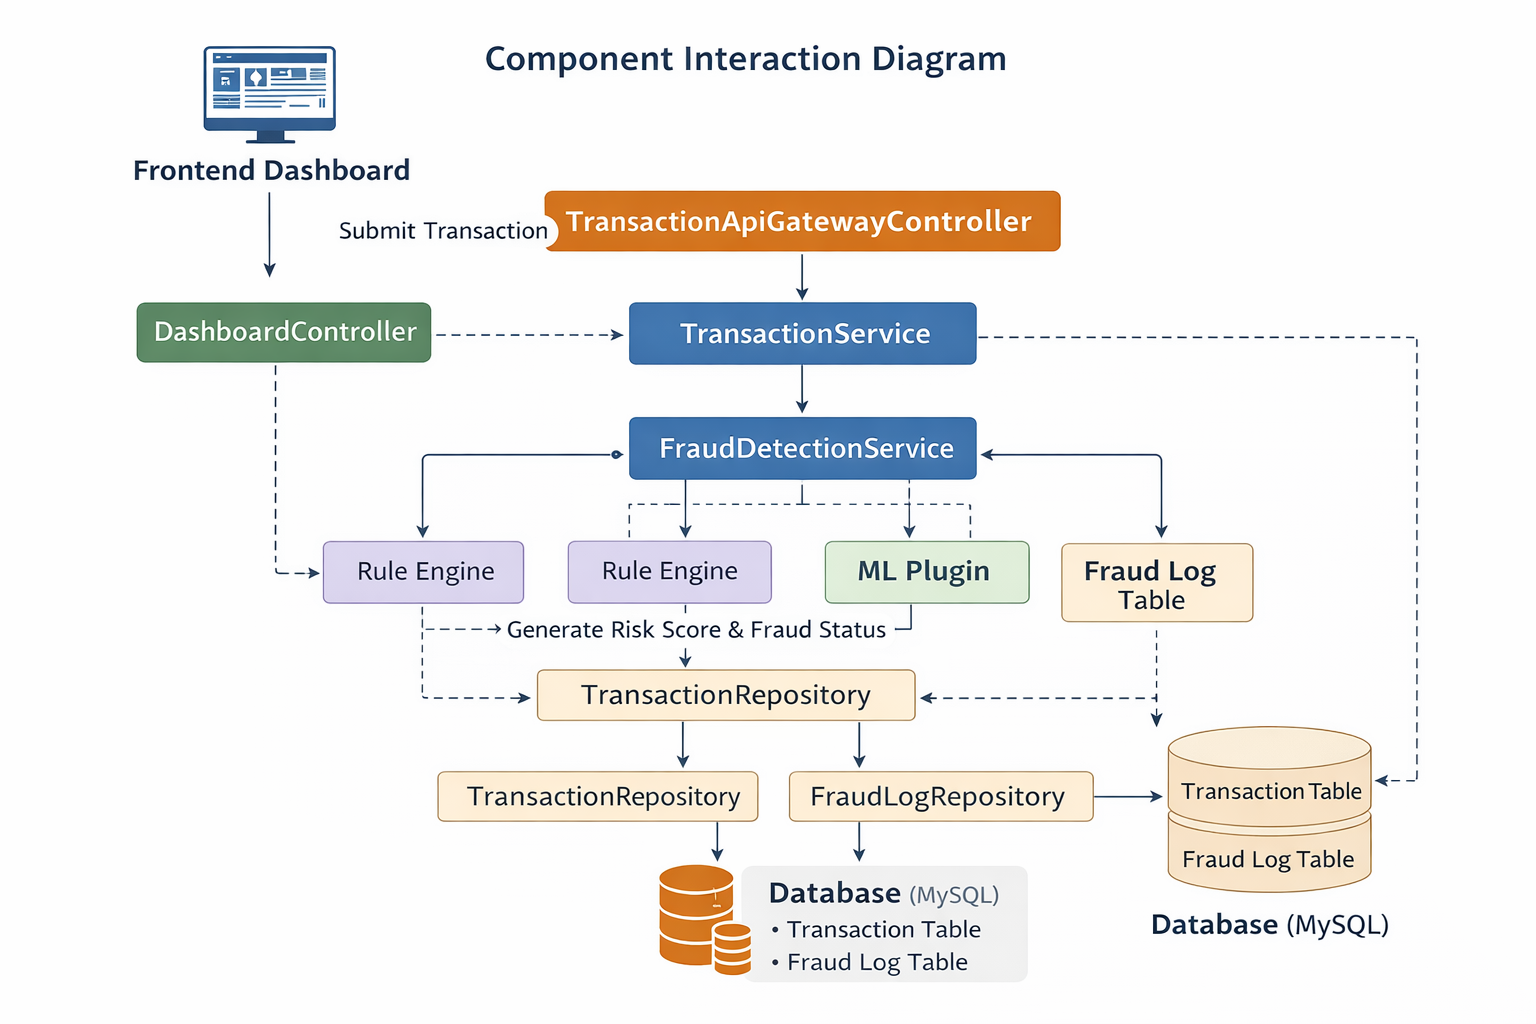 Component Interaction Diagram
Frontend Dashboard
Submit Transaction
TransactionApiGatewayController
DashboardController
TransactionService
FraudDetectionService
Rule Engine
Rule Engine
ML Plugin
Fraud Log
Table
Generate Risk Score & Fraud Status
TransactionRepository
TransactionRepository
FraudLogRepository
Transaction Table
Fraud Log Table
Database (MySQL)
Database (MySQL)
• Transaction Table
• Fraud Log Table